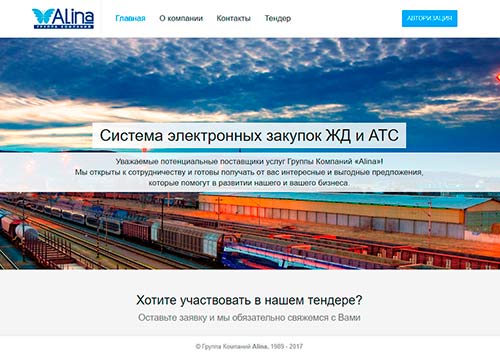 Alina
ГРУППА КОМПАНИЙ
Главная О компании Контакты Тендер АВТОРИЗАЦИЯ
Система электронных закупок ЖД и АТС
Уважаемые потенциальные поставщики услуг Группы Компаний «Alina»!
Мы открыты к сотрудничеству и готовы получать от вас интересные и выгодные предложения,
которые помогут в развитии нашего и вашего бизнеса.
Хотите участвовать в нашем тендере?
Оставьте заявку и мы обязательно свяжемся с Вами
© Группа Компаний Alina, 1989 - 2017